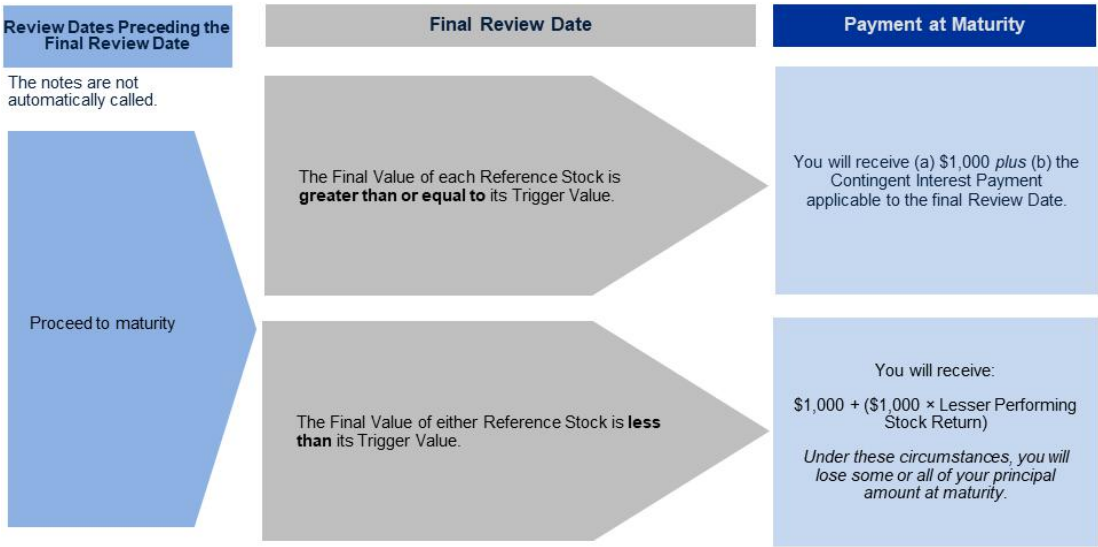 Review Dates Preceding the
Final Review Date
Final Review Date
Payment at Maturity
The notes are not
automatically called.
Proceed to maturity
The Final Value of each Reference Stock is
greater than or equal to its Trigger Value.
You will receive (a) $1,000 plus (b) the
Contingent Interest Payment
applicable to the final Review Date.
The Final Value of either Reference Stock is less
than its Trigger Value.
You will receive:
$1,000 + ($1,000 × Lesser Performing
Stock Return)
Under these circumstances, you will
lose some or all of your principal
amount at maturity.